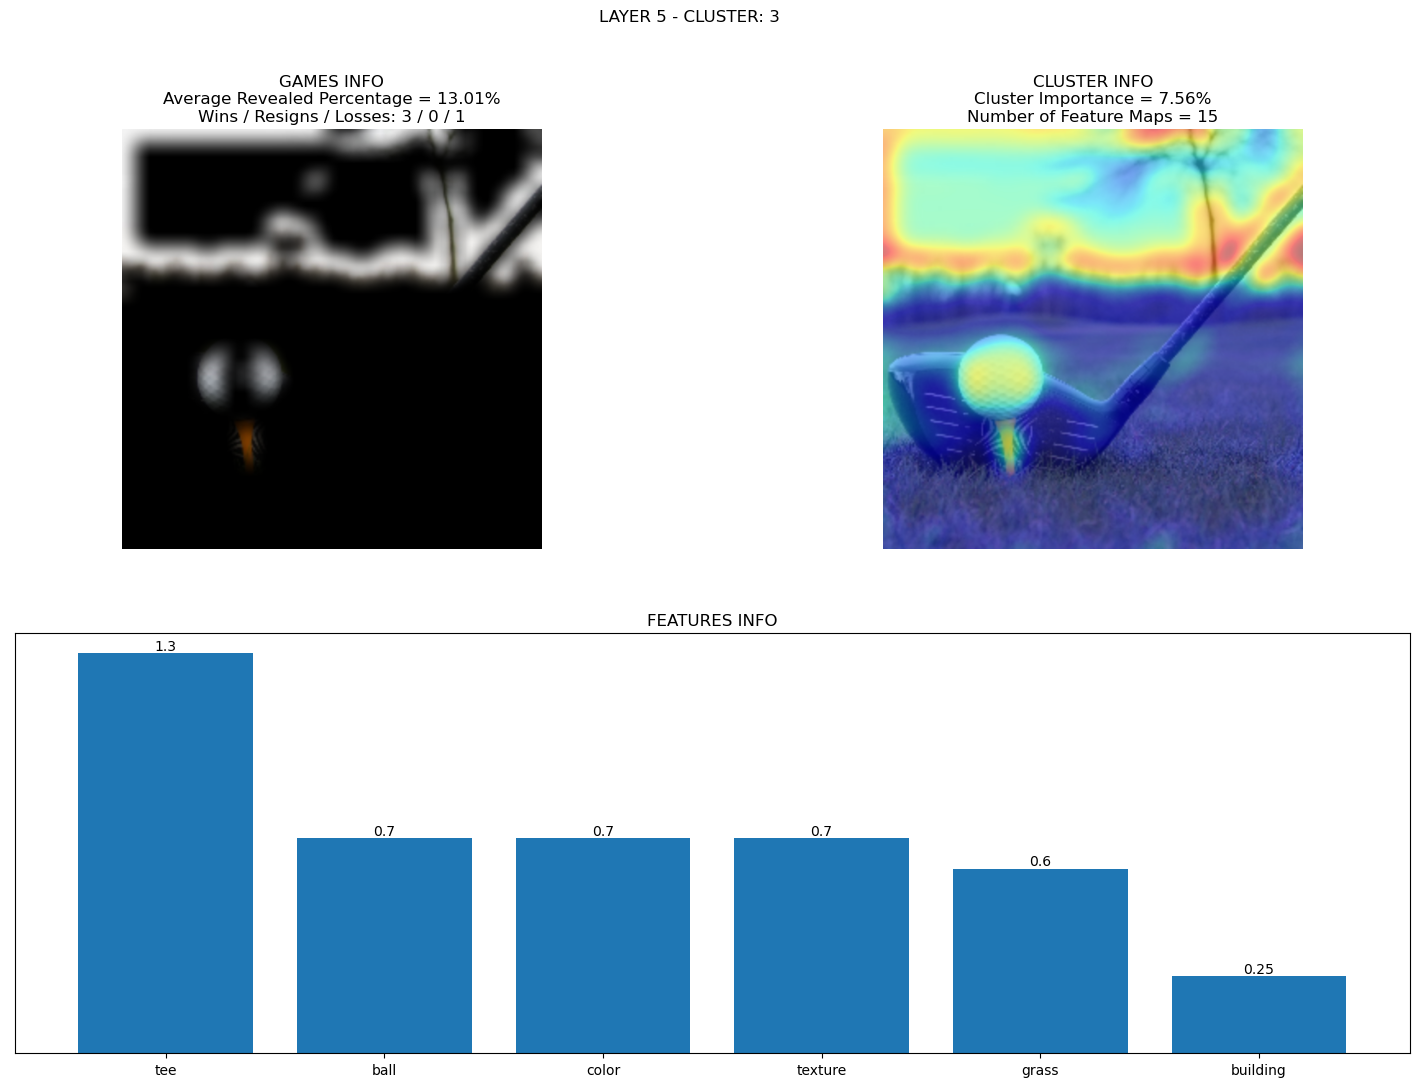 LAYER 5 - CLUSTER: 3
GAMES INFO
Average Revealed Percentage = 13.01%
Wins / Resigns / Losses: 3 / 0 / 1
CLUSTER INFO
Cluster Importance = 7.56%
Number of Feature Maps = 15
FEATURES INFO
1.3
0.7
0.7
0.7
0.6
0.25
tee
ball
color
texture
grass
building